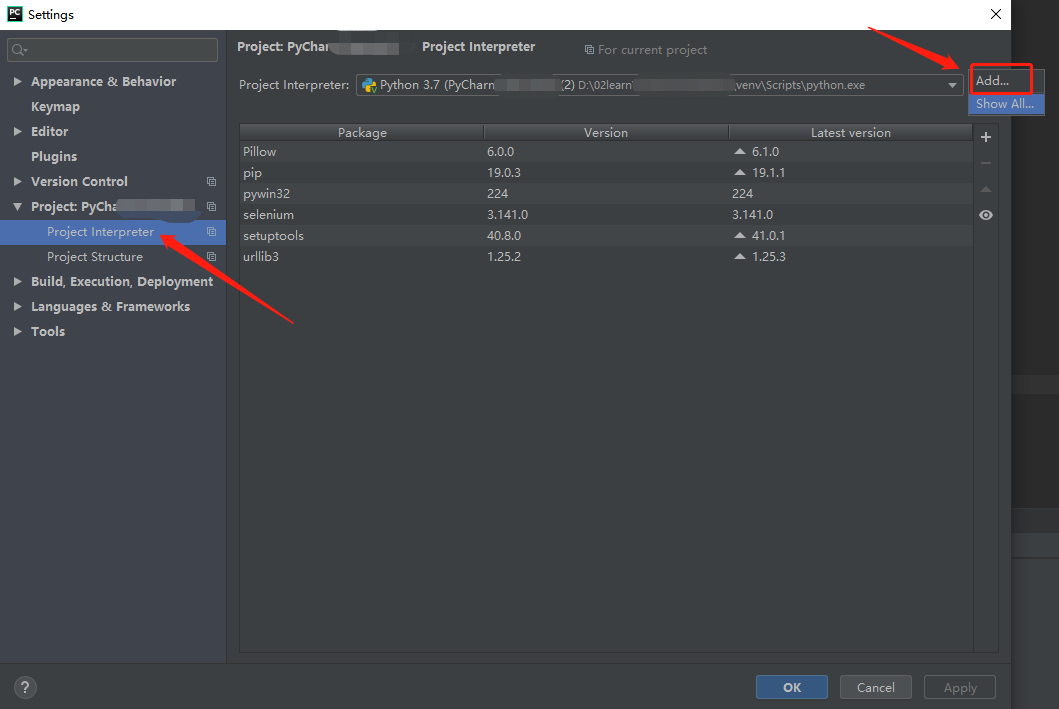 PC Settings
Project: PyChar Project Interpreter For current project
Project Interpreter: Python 3.7 (PyCharm (2) D:\02learn \venv\Scripts\python.exe
Add...
Show All...
Appearance & Behavior
Keymap
Editor
Plugins
Version Control
Project: PyCha
Project Interpreter
Project Structure
Build, Execution, Deployment
Languages & Frameworks
Tools
Package Version Latest version
Pillow 6.0.0 6.1.0
pip 19.0.3 19.1.1
pywin32 224 224
selenium 3.141.0 3.141.0
setuptools 40.8.0 41.0.1
urllib3 1.25.2 1.25.3
? OK Cancel Apply